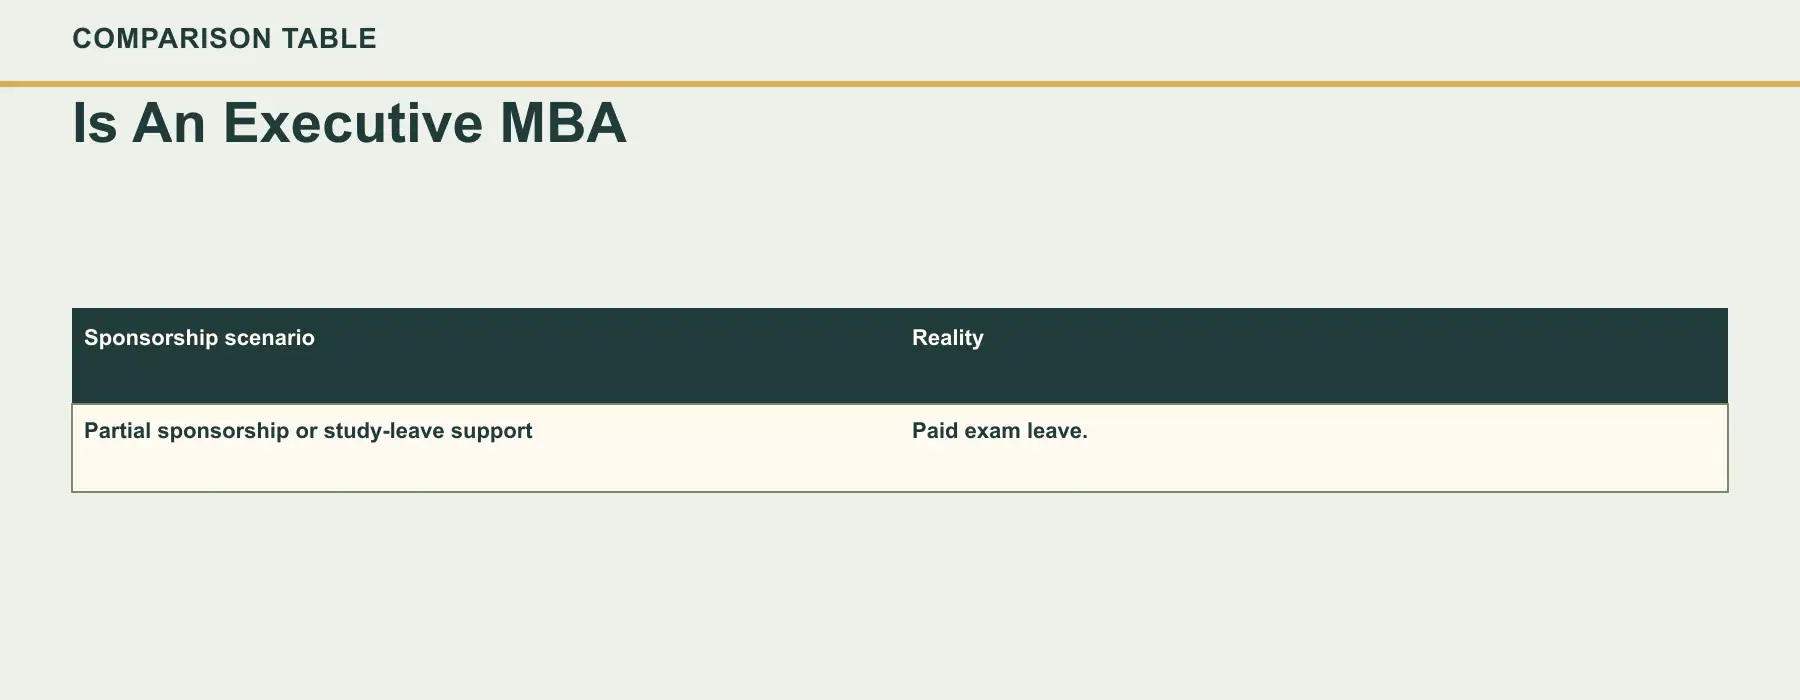 COMPARISON TABLE
Is An Executive MBA
Sponsorship scenario Reality
Partial sponsorship or study-leave support Paid exam leave.